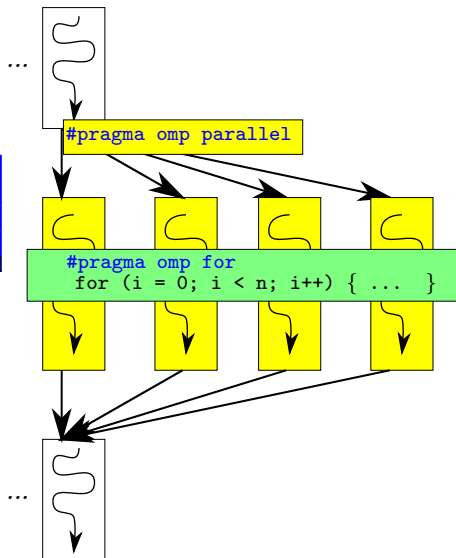 ...
#pragma omp parallel
#pragma omp for
for (i = 0; i < n; i++) { ... }
...